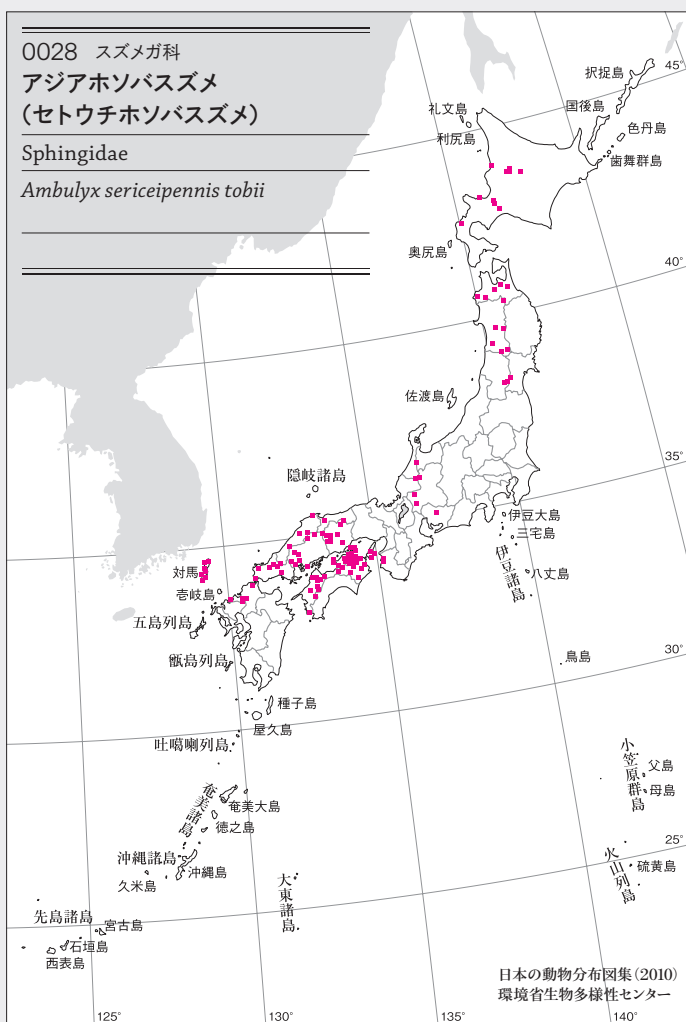 0028 スズメガ科
アジアホソバスズメ
（セトウチホソバスズメ）
Sphingidae
Ambulyx sericeipennis tobii
択捉島
45°
礼文島
国後島
利尻島
色丹島
歯舞群島
奥尻島
40°
佐渡島
35°
隠岐諸島
伊豆大島
三宅島
伊豆諸島
八丈島
対馬
壱岐島
五島列島
甑島列島
鳥島
30°
種子島
屋久島
吐噶喇列島
小笠原群島
父島
母島
奄美諸島
奄美大島
徳之島
25°
沖縄諸島
沖縄島
久米島
火山列島
硫黄島
大東諸島
先島諸島
宮古島
石垣島
西表島
日本の動物分布図集（2010）
環境省生物多様性センター
125°
130°
135°
140°